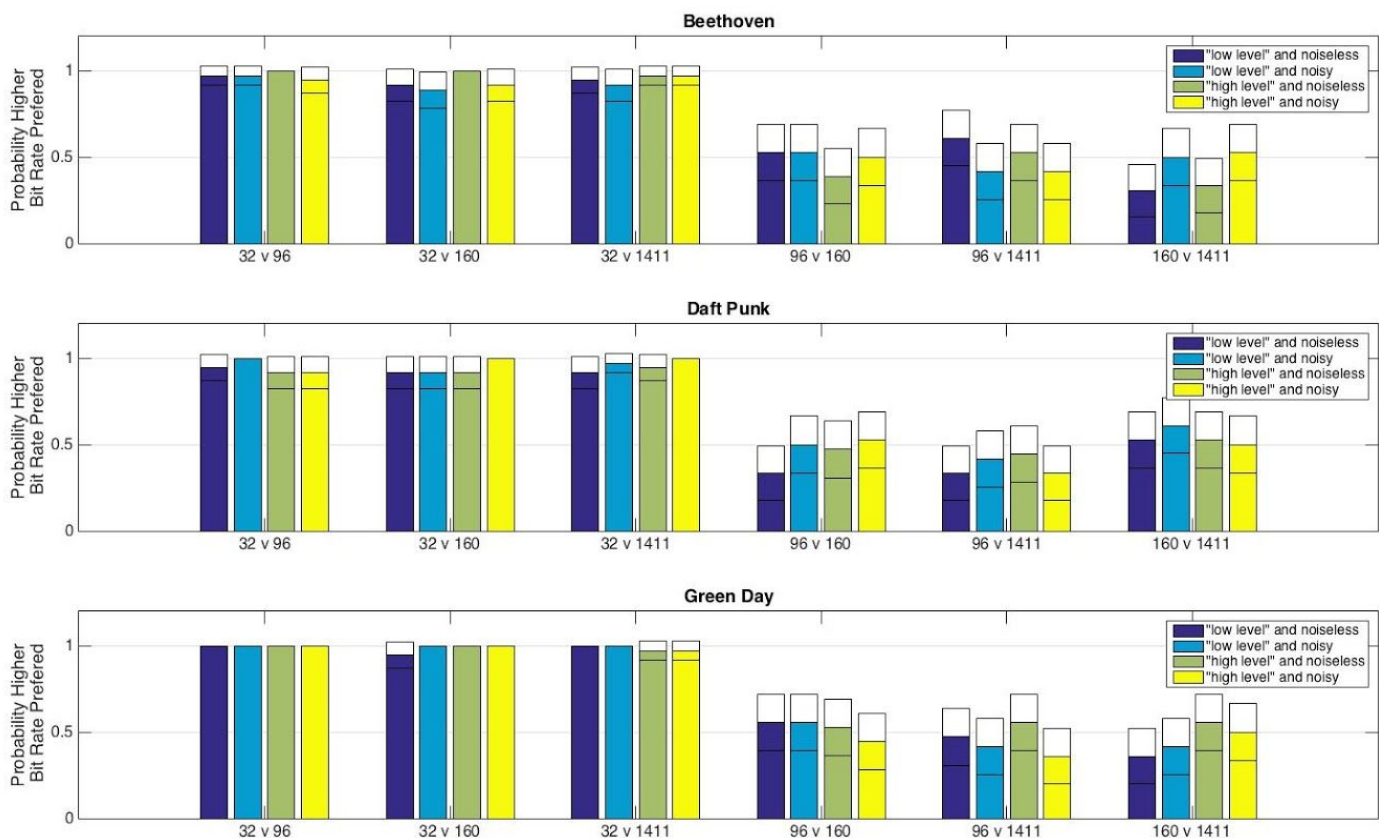 Beethoven
Probability Higher
Bit Rate Preferred
1
0.5
0
"low level" and noiseless
"low level" and noisy
"high level" and noiseless
"high level" and noisy
32 v 96
32 v 160
32 v 1411
96 v 160
96 v 1411
160 v 1411
Daft Punk
Probability Higher
Bit Rate Preferred
1
0.5
0
"low level" and noiseless
"low level" and noisy
"high level" and noiseless
"high level" and noisy
32 v 96
32 v 160
32 v 1411
96 v 160
96 v 1411
160 v 1411
Green Day
Probability Higher
Bit Rate Preferred
1
0.5
0
"low level" and noiseless
"low level" and noisy
"high level" and noiseless
"high level" and noisy
32 v 96
32 v 160
32 v 1411
96 v 160
96 v 1411
160 v 1411